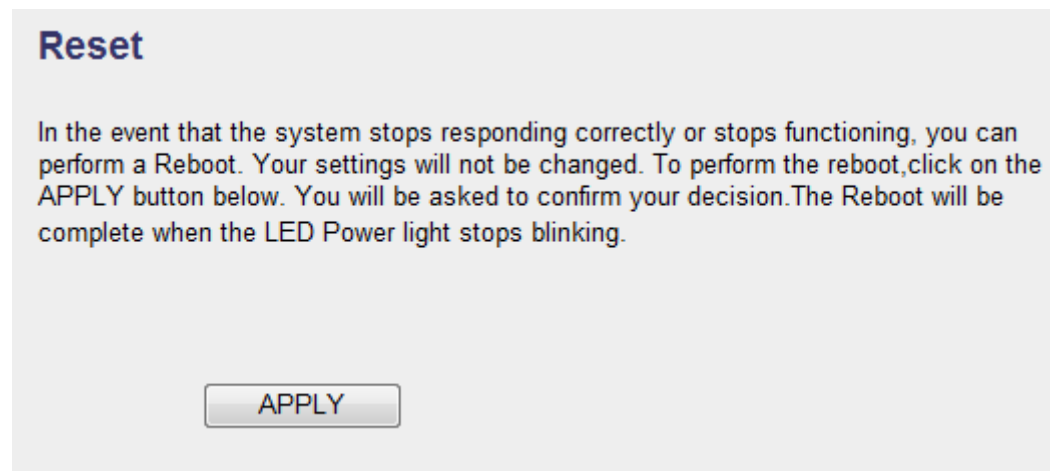 Reset
In the event that the system stops responding correctly or stops functioning, you can
perform a Reboot. Your settings will not be changed. To perform the reboot,click on the
APPLY button below. You will be asked to confirm your decision.The Reboot will be
complete when the LED Power light stops blinking.
APPLY